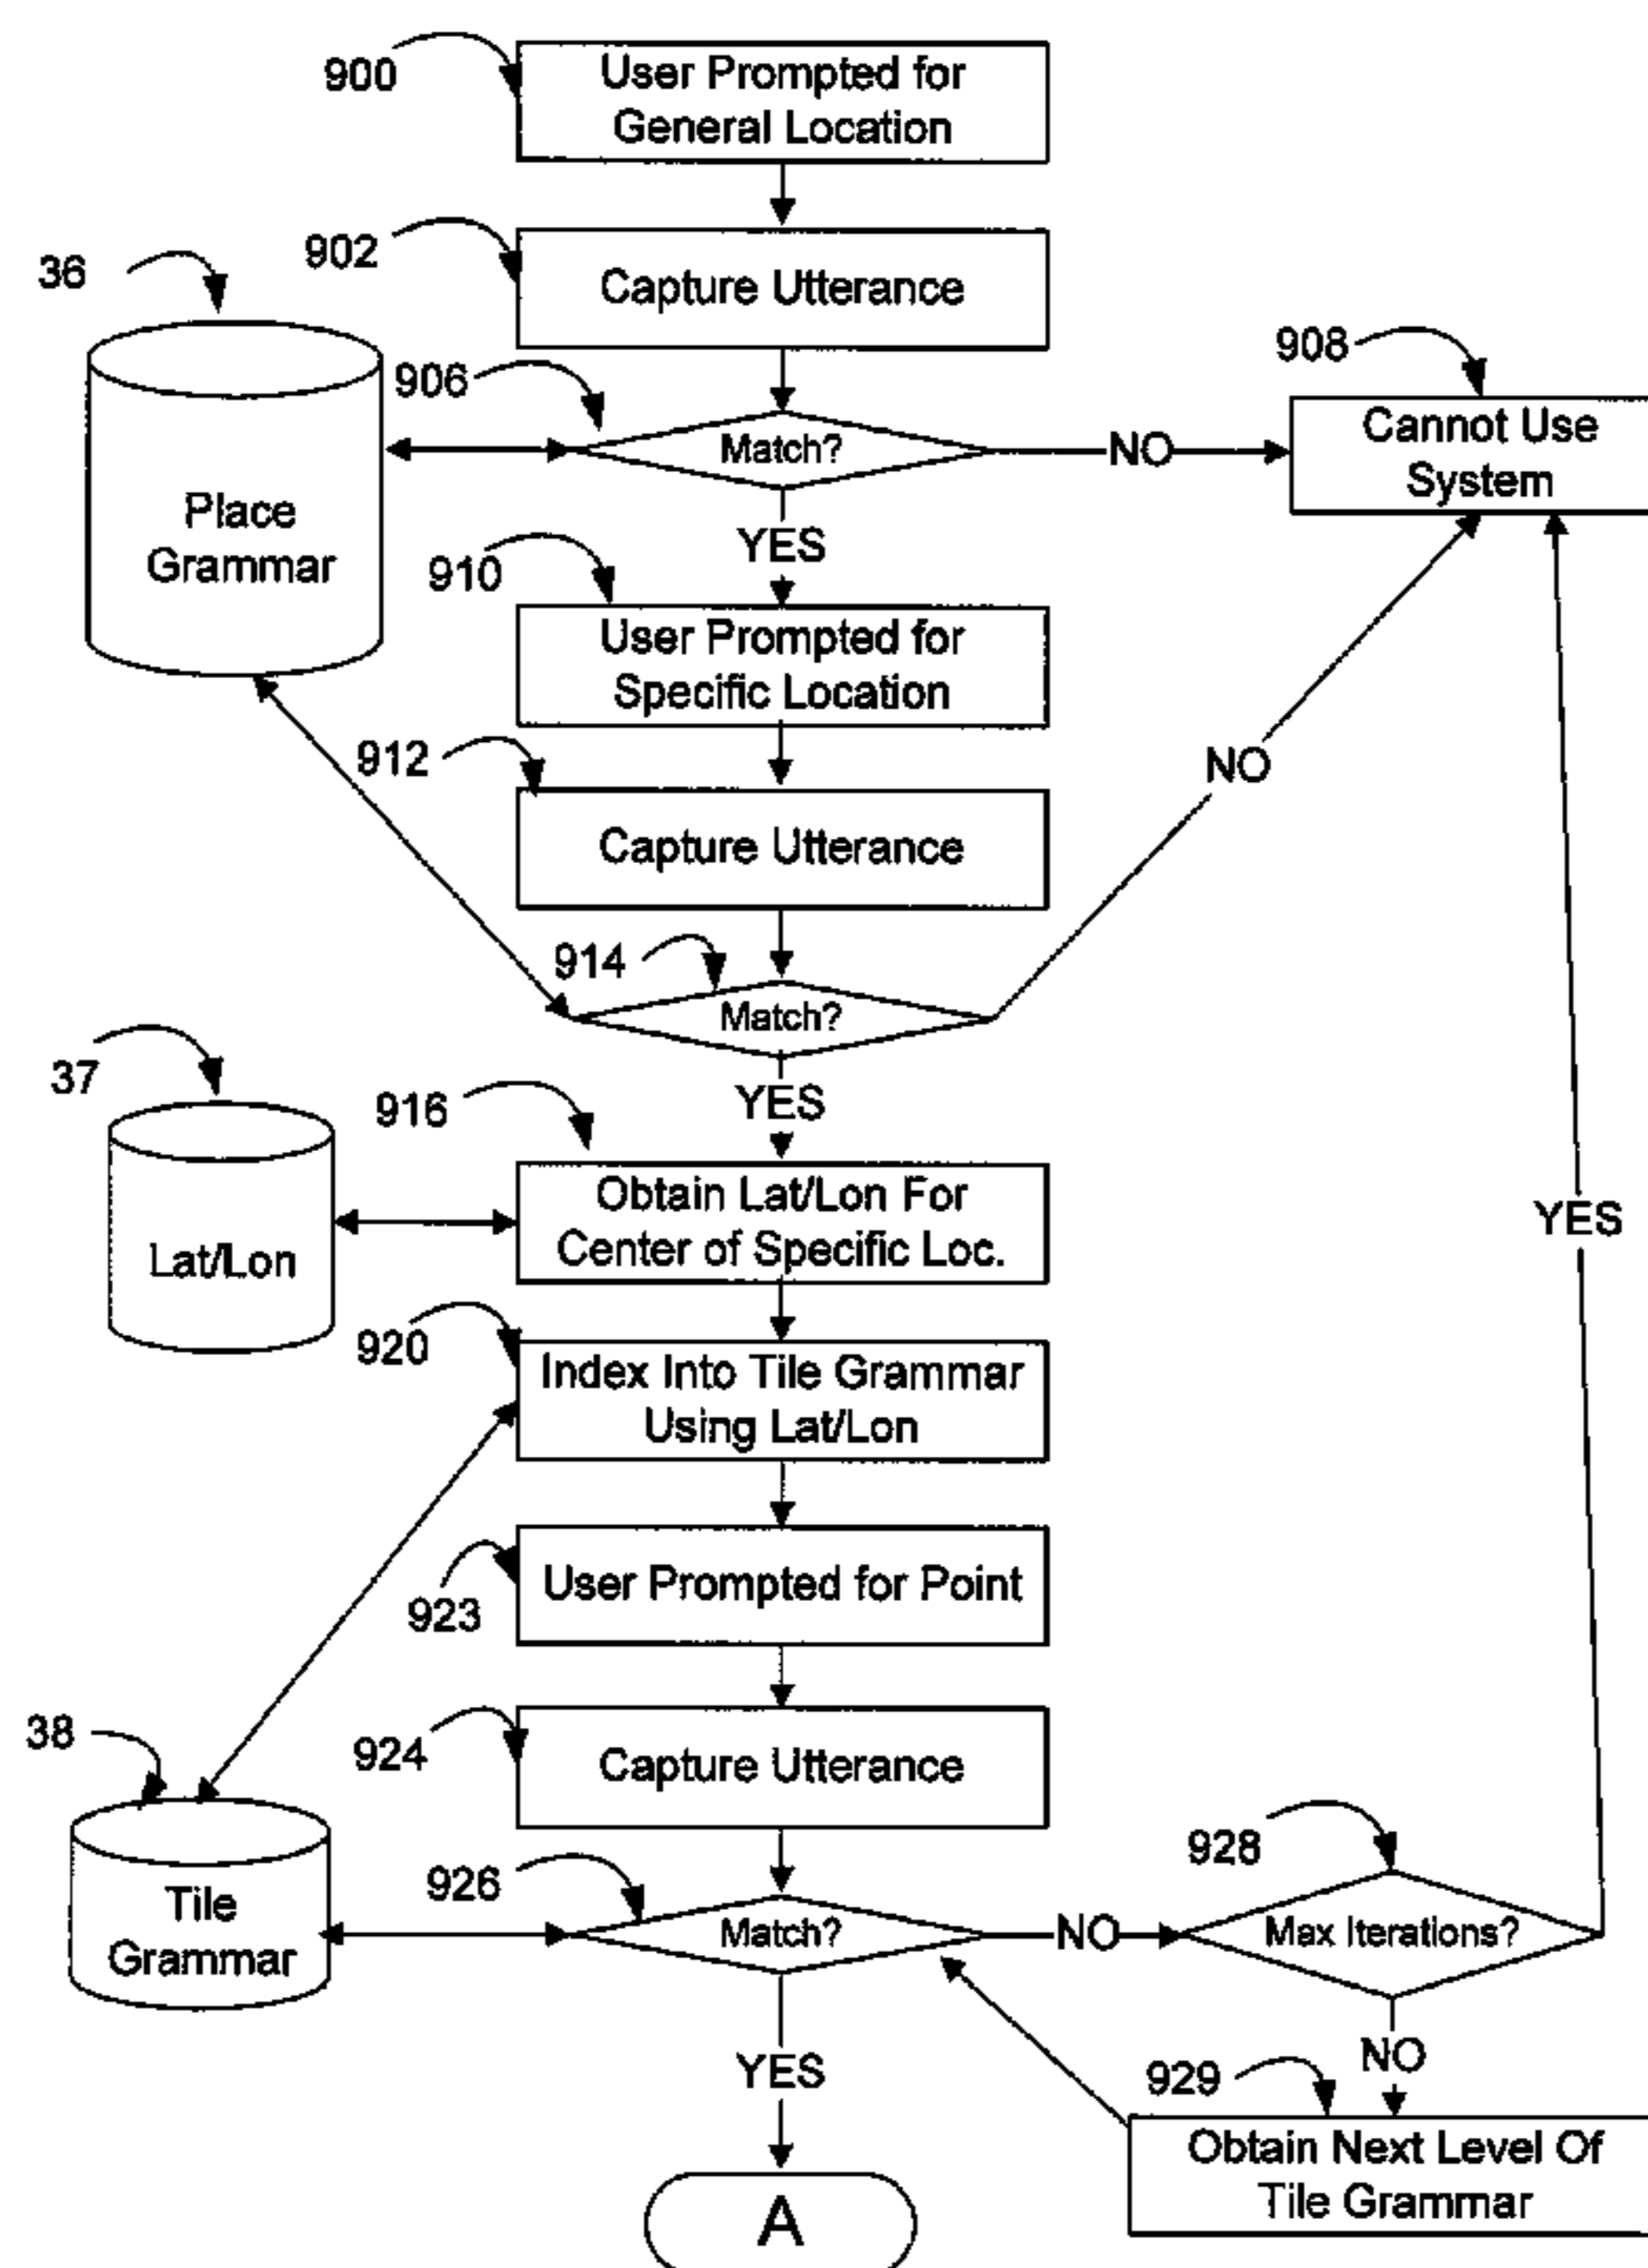 900
User Prompted for
General Location
902
Capture Utterance
36
Place
Grammar
906
Match?
NO
908
Cannot Use
System
YES
910
User Prompted for
Specific Location
912
Capture Utterance
NO
914
Match?
YES
37
Lat/Lon
916
Obtain Lat/Lon For
Center of Specific Loc.
YES
920
Index Into Tile Grammar
Using Lat/Lon
923
User Prompted for Point
38
Tile
Grammar
924
Capture Utterance
926
Match?
NO
928
Max Iterations?
YES
NO
929
Obtain Next Level Of
Tile Grammar
A